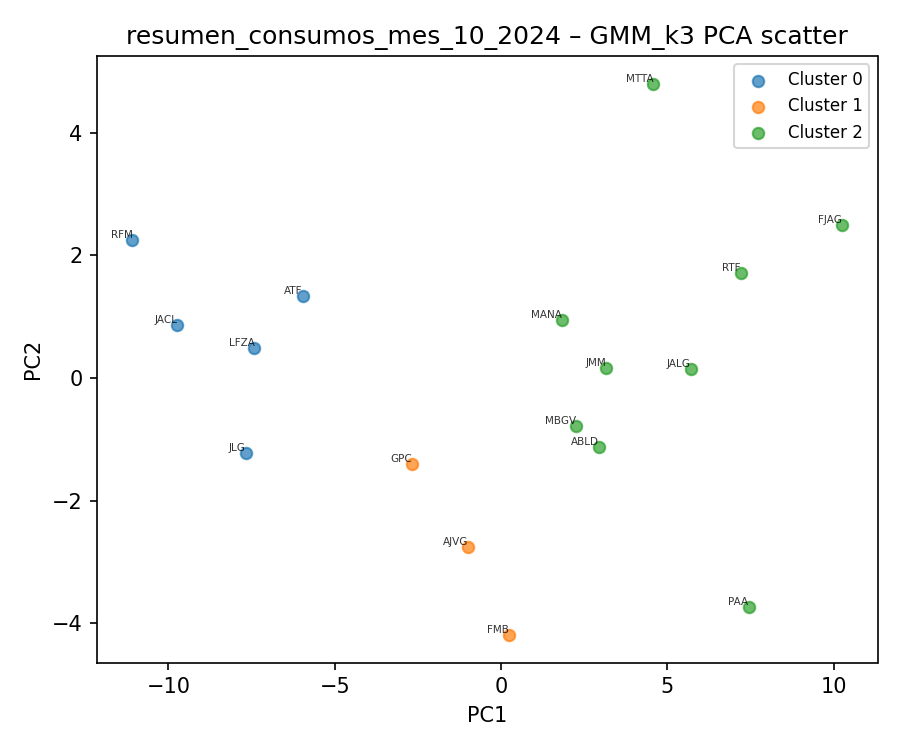 resumen_consumos_mes_10_2024 – GMM_k3 PCA scatter
Cluster 0
Cluster 1
Cluster 2
MTTA
FJAG
RFM
RTF
ATF
JACL
MANA
LFZA
JMM
JALG
MBGV
ABLD
JLG
GPC
AJVG
PAA
FMB
4
2
0
−2
−4
PC2
−10
−5
0
5
10
PC1